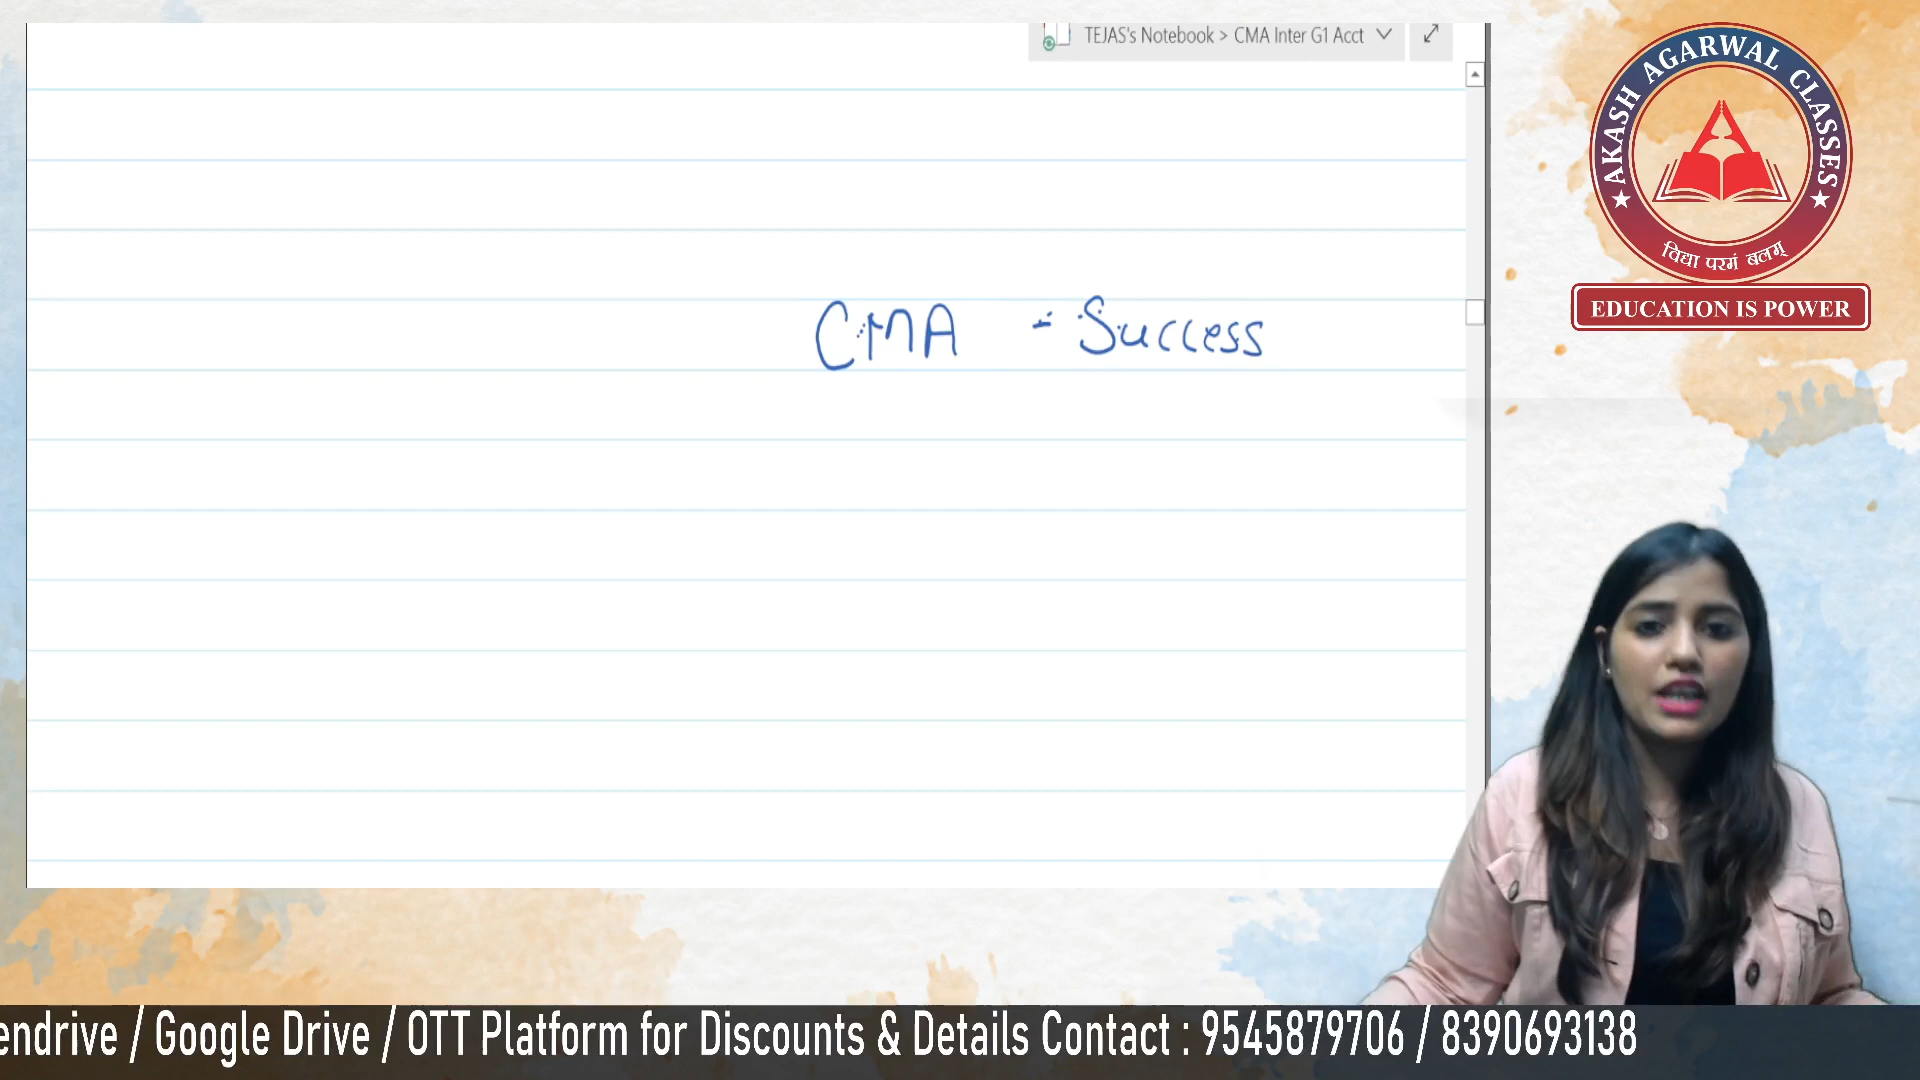 TEJAS's Notebook > CMA Inter G1 Acct
AKASH AGARWAL CLASSES
विद्या परमं बलम्
EDUCATION IS POWER
CMA - Success
endrive / Google Drive / OTT Platform for Discounts & Details Contact : 9545879706 / 8390693138